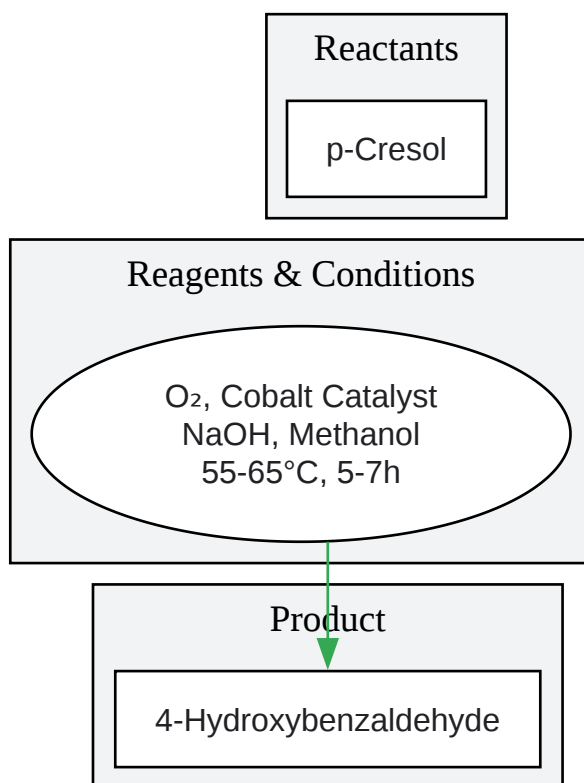 Reactants
p-Cresol
Reagents & Conditions
O₂, Cobalt Catalyst
NaOH, Methanol
55-65°C, 5-7h
Product
4-Hydroxybenzaldehyde